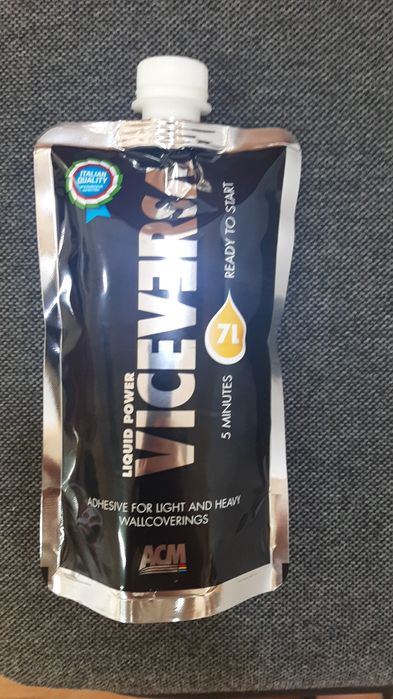 ITALIAN
QUALITY
LIQUID POWER
VICEVERSA
5 MINUTES
7L
READY TO START
ADHESIVE FOR LIGHT AND HEAVY
WALLCOVERINGS
ACM